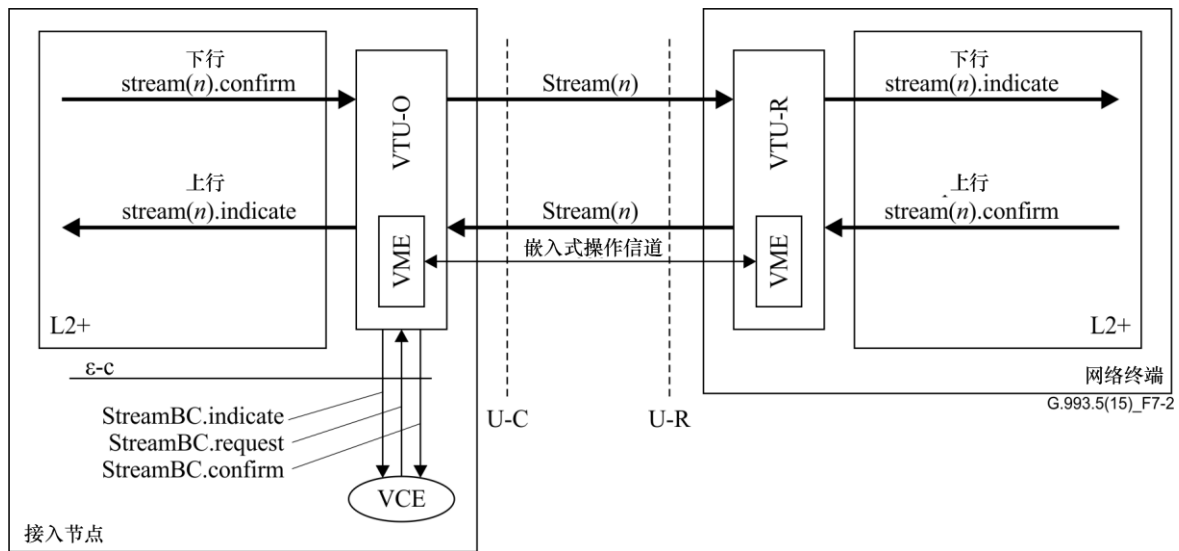 下行
stream(n).confirm
Stream(n)
下行
stream(n).indicate
VTU-O
VTU-R
上行
stream(n).indicate
Stream(n)
上行
stream(n).confirm
嵌入式操作信道
VME
VME
L2+
L2+
ε-c
网络终端
G.993.5(15)_F7-2
StreamBC.indicate
StreamBC.request
StreamBC.confirm
U-C
U-R
VCE
接入节点